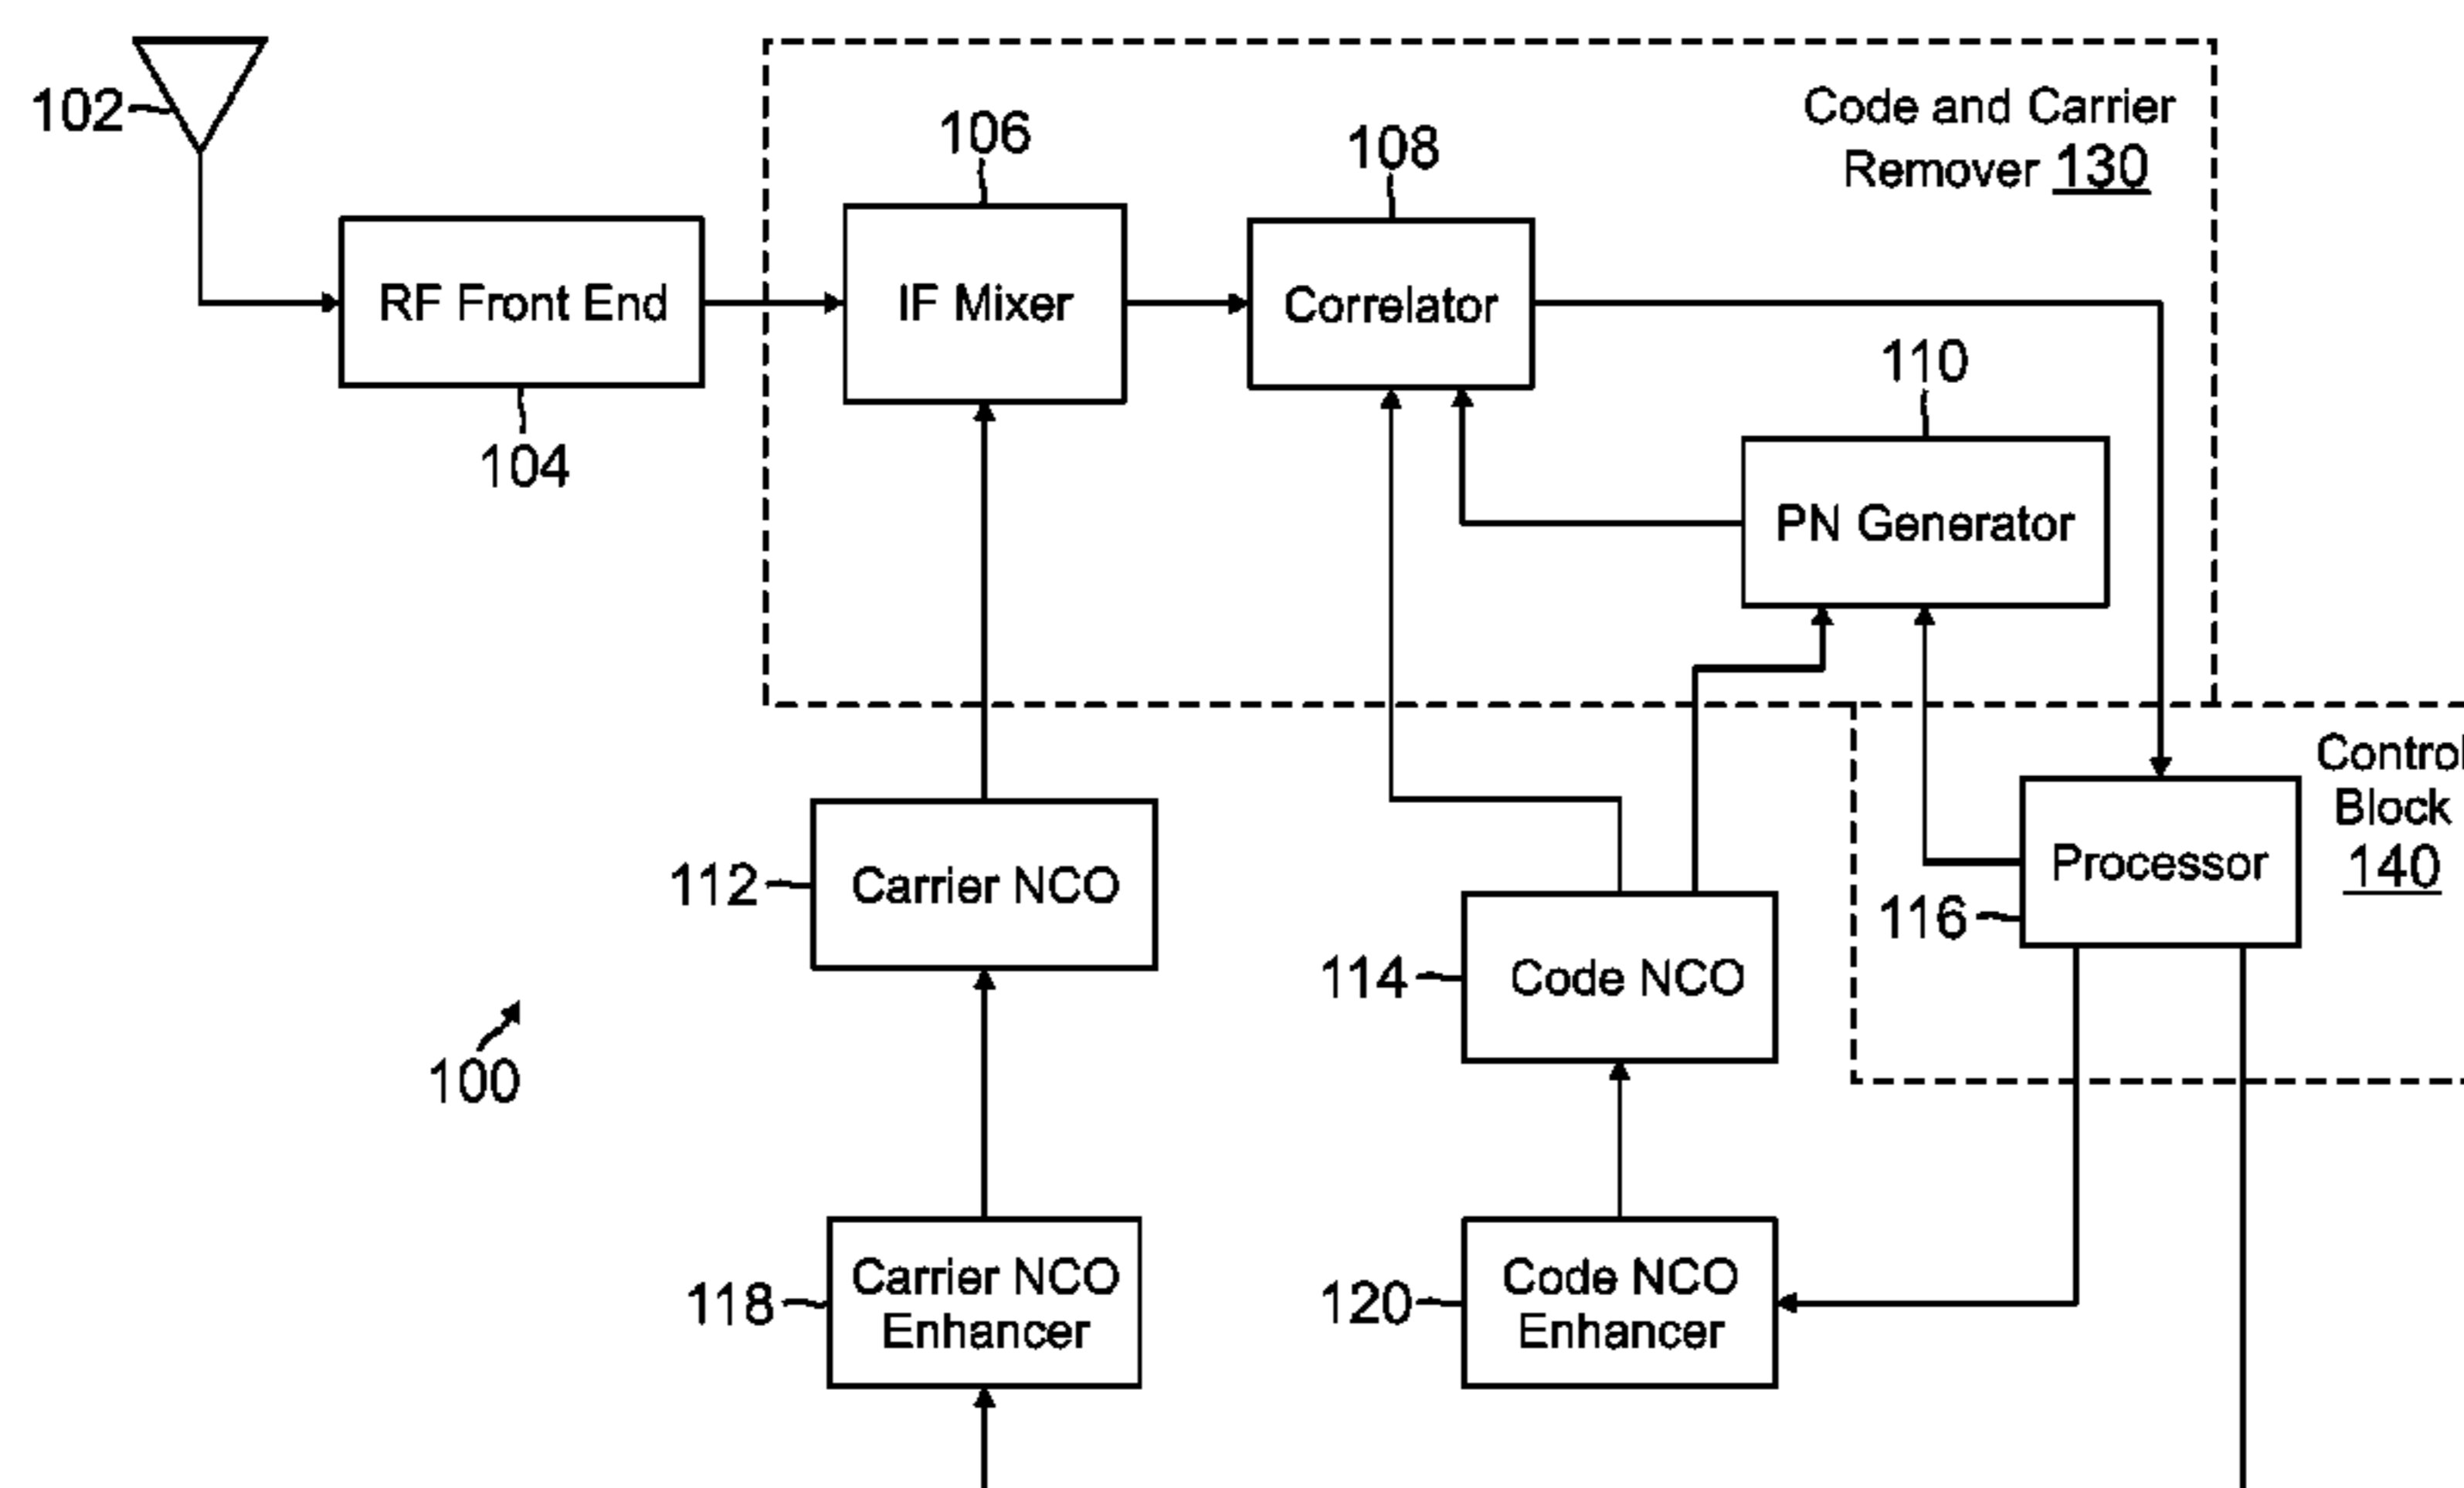 102
106
108
Code and Carrier
Remover 130
RF Front End
IF Mixer
Correlator
110
104
PN Generator
Control
Block
140
112
Carrier NCO
Processor
116
114
Code NCO
100
118
Carrier NCO
Enhancer
120
Code NCO
Enhancer